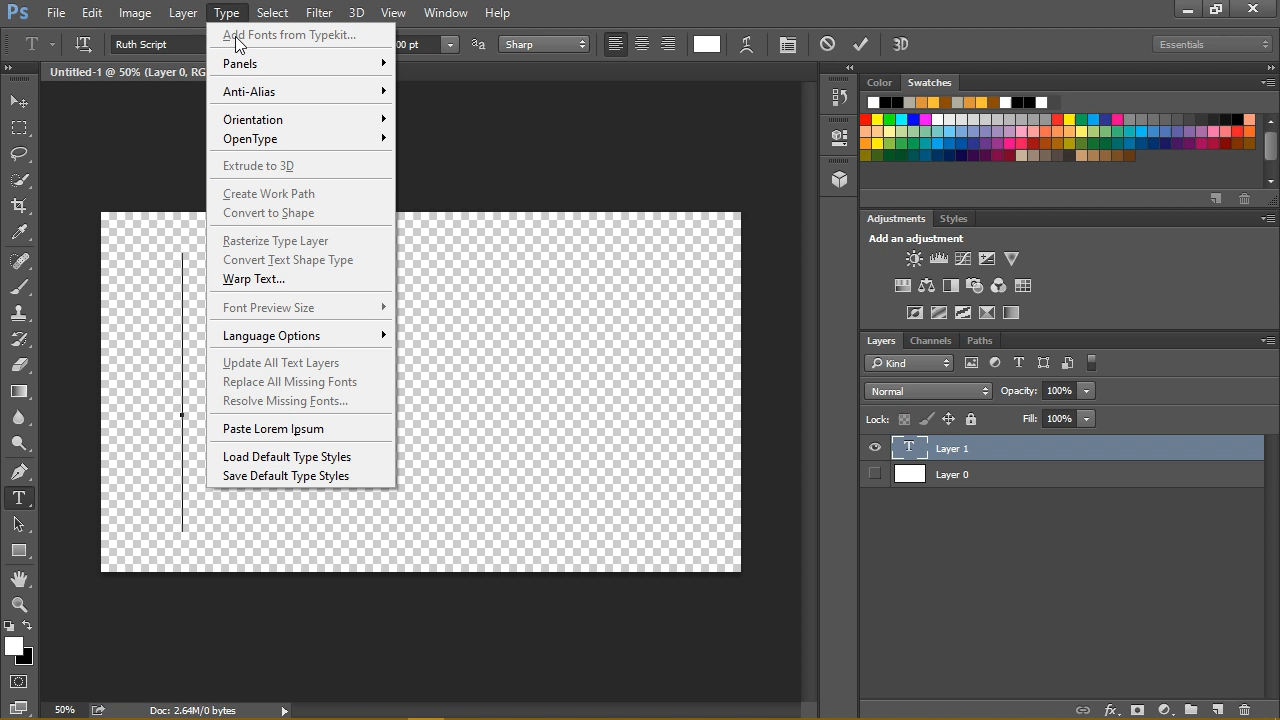 Ps File Edit Image Layer Type Select Filter 3D View Window Help
Ruth Script 00 pt aa Sharp 3D Essentials
Untitled-1 @ 50% (Layer 0, RG
Add Fonts from Typekit...
Panels
Anti-Alias
Orientation
OpenType
Extrude to 3D
Create Work Path
Convert to Shape
Rasterize Type Layer
Convert Text Shape Type
Warp Text...
Font Preview Size
Language Options
Update All Text Layers
Replace All Missing Fonts
Resolve Missing Fonts...
Paste Lorem Ipsum
Load Default Type Styles
Save Default Type Styles
Color Swatches
Adjustments Styles
Add an adjustment
Layers Channels Paths
Kind
Normal Opacity: 100%
Lock: Fill: 100%
Layer 1
Layer 0
50% Doc: 2.64M/0 bytes